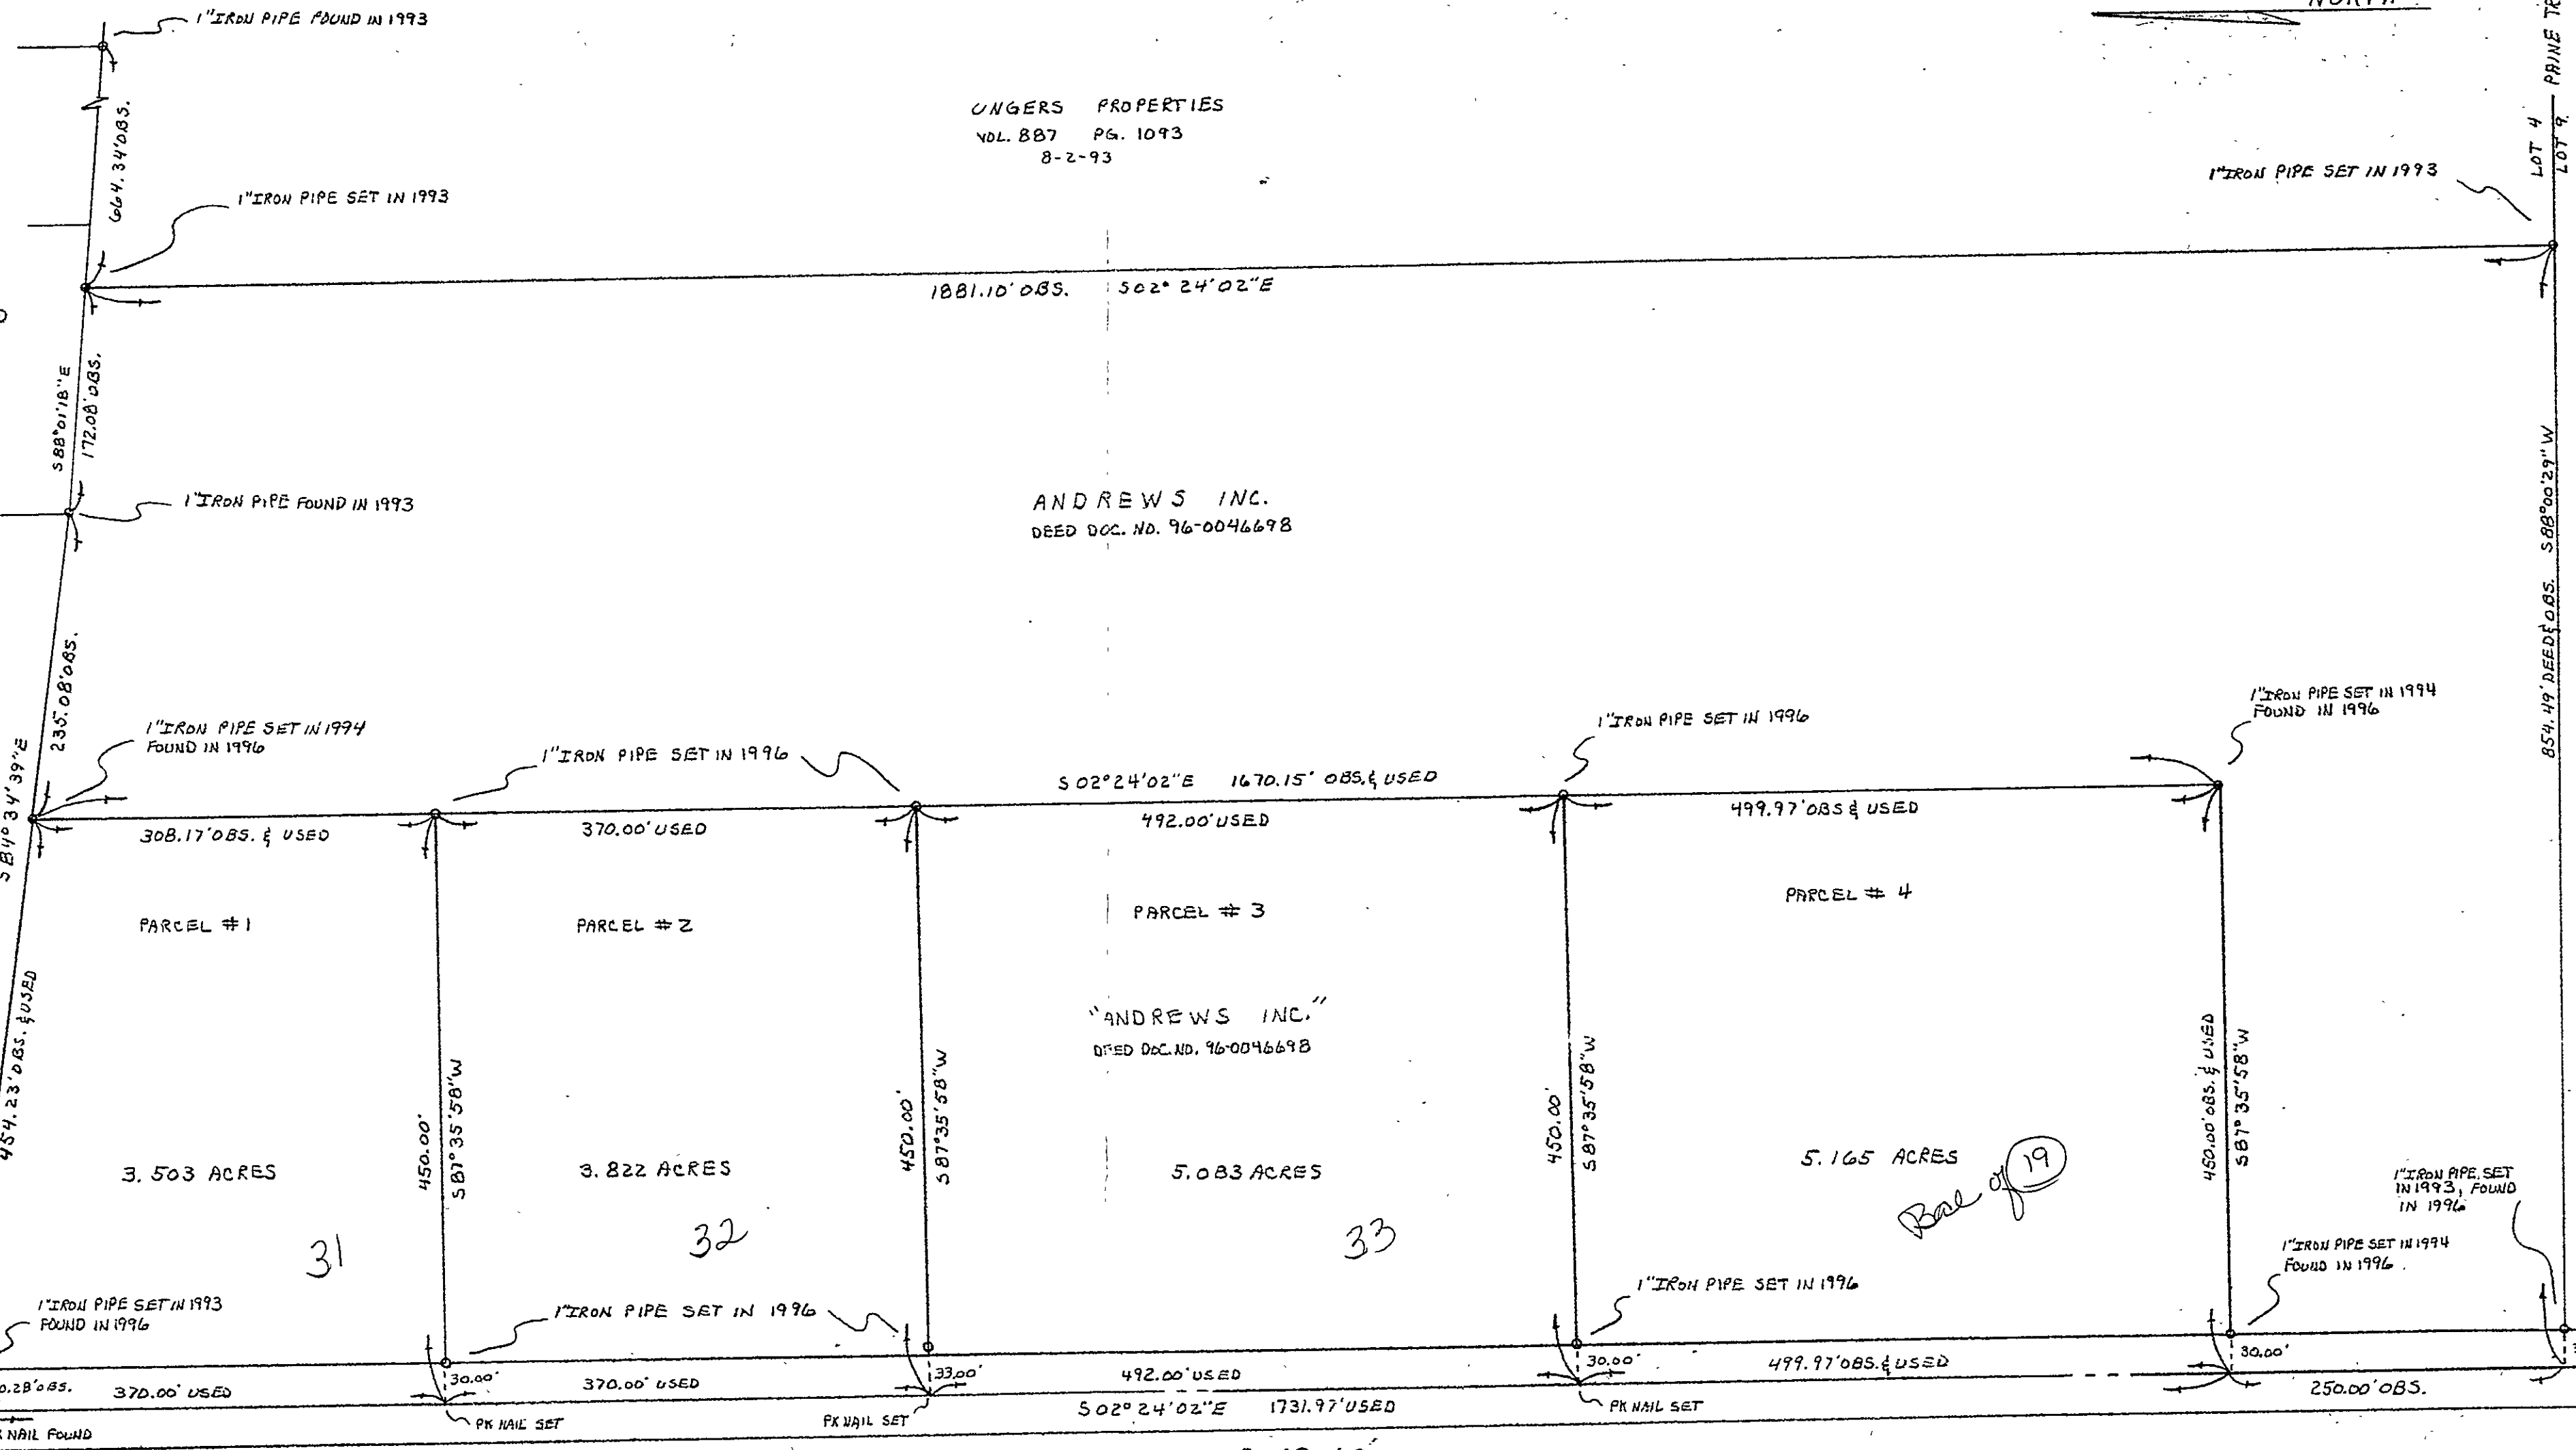 1" IRON PIPE FOUND IN 1993
NORTH
664.34' OBS.
UNGERS PROPERTIES
VOL. 887 PG. 1093
8-2-93
LOT 4
LOT 9
PAINE
1" IRON PIPE SET IN 1993
1" IRON PIPE SET IN 1993
1881.10' OBS. S02° 24' 02" E
S88° 01' 18" E
172.08' OBS.
1" IRON PIPE FOUND IN 1993
ANDREWS INC.
DEED DOC. NO. 96-0046698
S88° 00' 29" W
854.49' DEED & OBS.
235.08' OBS.
S84° 34' 39" E
1" IRON PIPE SET IN 1994
FOUND IN 1996
1" IRON PIPE SET IN 1996
1" IRON PIPE SET IN 1996
1" IRON PIPE SET IN 1994
FOUND IN 1996
S 02° 24' 02" E 1670.15' OBS. & USED
308.17' OBS. & USED
370.00' USED
492.00' USED
499.97' OBS & USED
PARCEL #1
PARCEL #2
PARCEL # 3
PARCEL # 4
"ANDREWS INC."
DEED DOC. NO. 96-0046698
454.23' OBS. & USED
450.00'
S87° 35' 58" W
450.00'
S87° 35' 58" W
450.00'
S87° 35' 58" W
450.00' OBS. & USED
S87° 35' 58" W
3.503 ACRES
3.822 ACRES
5.083 ACRES
5.165 ACRES
of 19
31
32
33
1" IRON PIPE SET
IN 1993, FOUND
IN 1996
1" IRON PIPE SET IN 1994
FOUND IN 1996.
1" IRON PIPE SET IN 1993
FOUND IN 1996
1" IRON PIPE SET IN 1996
1" IRON PIPE SET IN 1996
0.28' OBS.
370.00' USED
30.00'
370.00' USED
33.00'
492.00' USED
30.00'
499.97' OBS. & USED
30.00'
250.00' OBS.
S 02° 24' 02" E 1731.97' USED
NAIL FOUND
PK NAIL SET
PK NAIL SET
PK NAIL SET